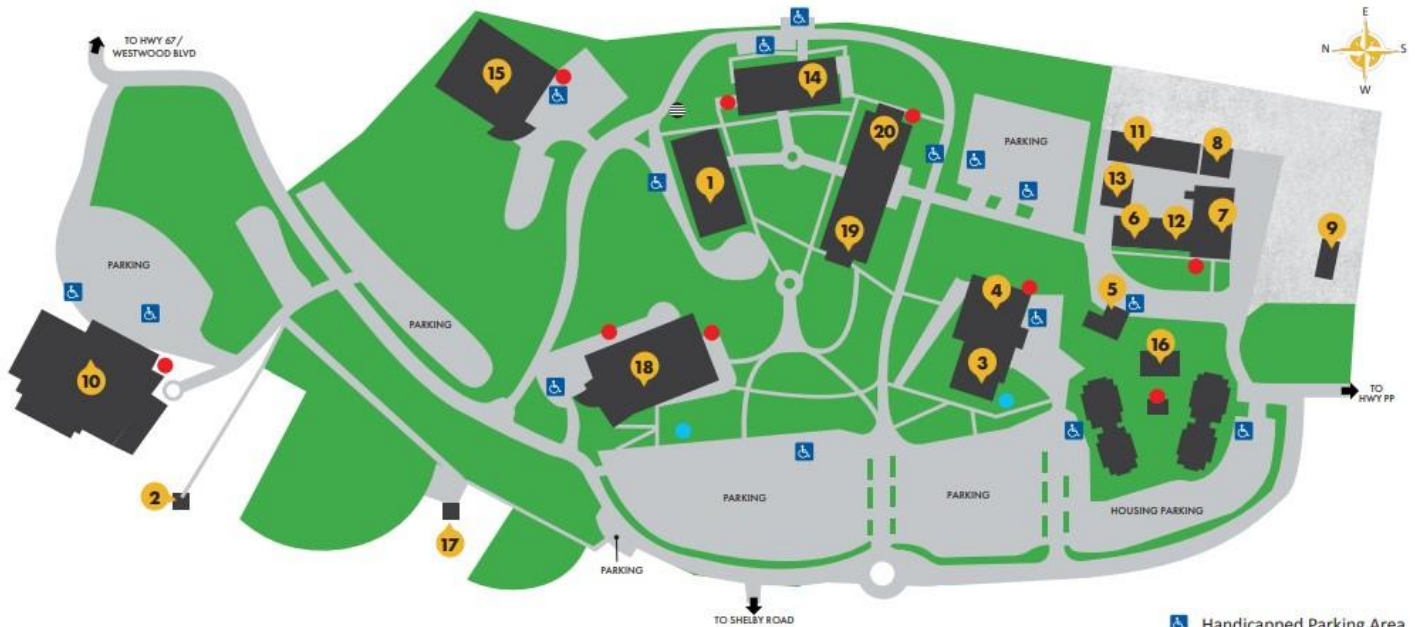 E
N
S
W
TO HWY 67/
WESTWOOD BLVD
15
14
20
PARKING
11
8
1
13
6
12
7
19
9
PARKING
4
5
PARKING
16
3
18
10
TO
HWY PP
2
PARKING
PARKING
HOUSING PARKING
17
PARKING
TO SHELBY ROAD
Handicapped Parking Area